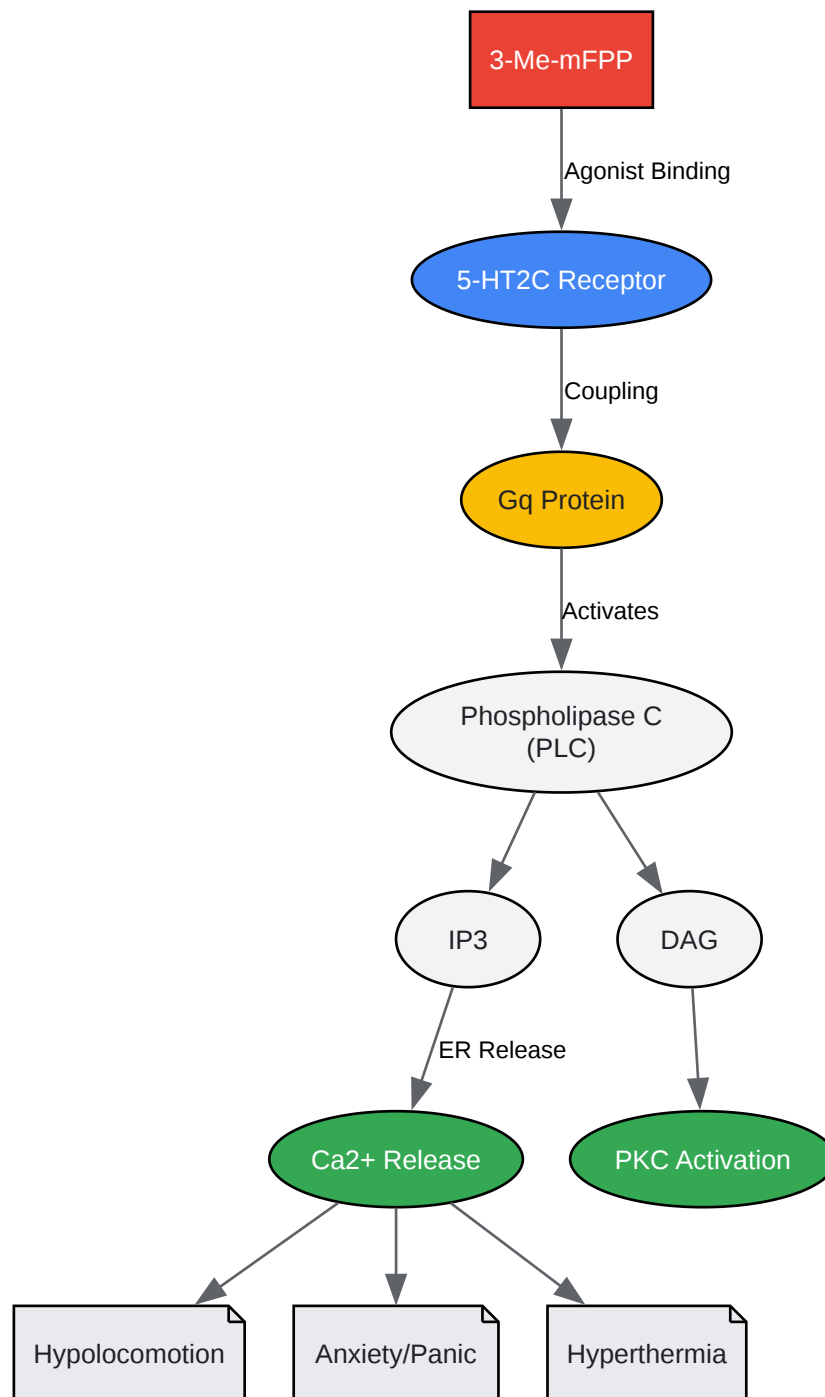 3-Me-mFPP
Agonist Binding
5-HT2C Receptor
Coupling
Gq Protein
Activates
Phospholipase C
(PLC)
IP3
DAG
ER Release
Ca2+ Release
PKC Activation
Hypolocomotion
Anxiety/Panic
Hyperthermia